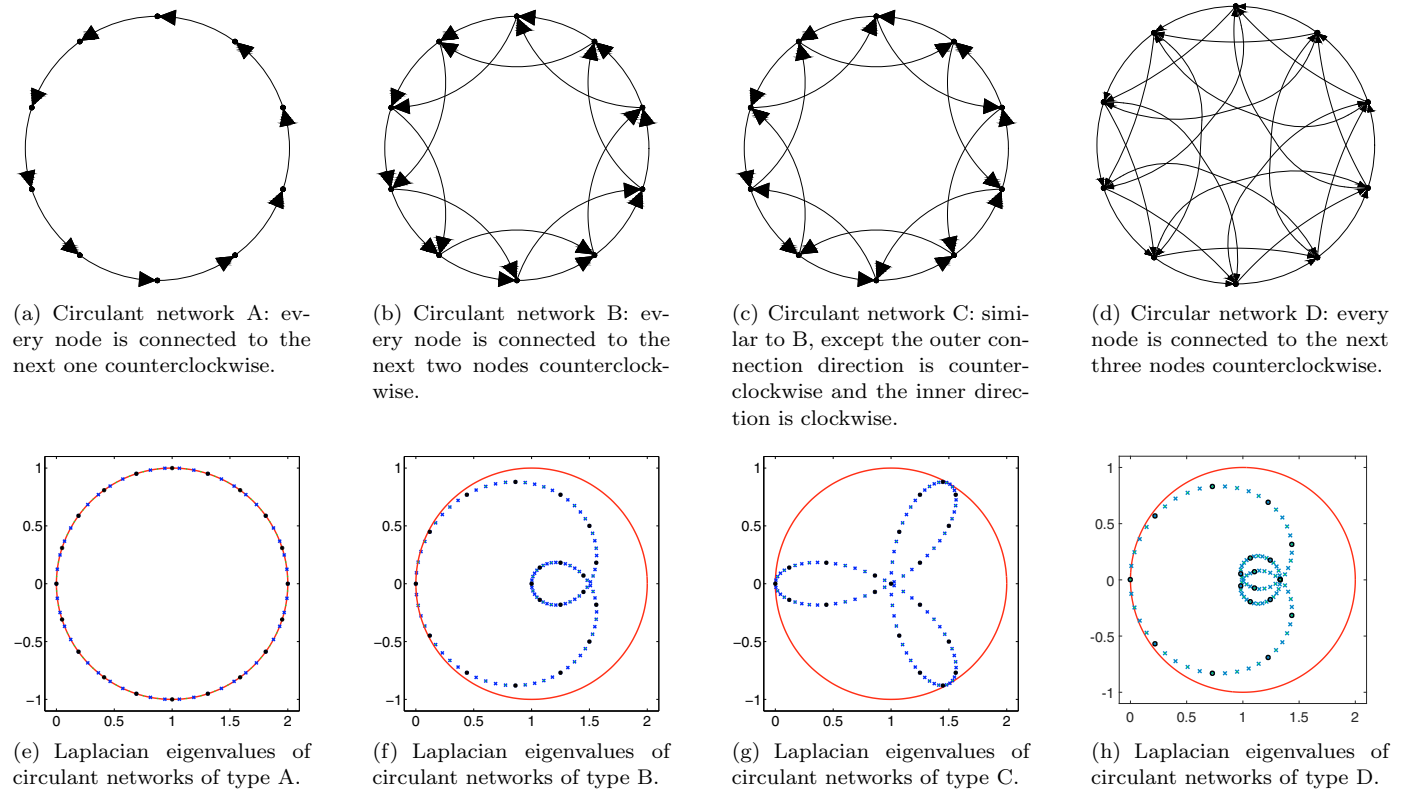 (a) Circulant network A: ev-
ery node is connected to the
next one counterclockwise.
(b) Circulant network B: ev-
ery node is connected to the
next two nodes counterclock-
wise.
(c) Circulant network C: simi-
lar to B, except the outer con-
nection direction is counter-
clockwise and the inner direc-
tion is clockwise.
(d) Circular network D: every
node is connected to the next
three nodes counterclockwise.
1
0.5
0
−0.5
−1
0 0.5 1 1.5 2
1
0.5
0
−0.5
−1
0 0.5 1 1.5 2
1
0.5
0
−0.5
−1
0 0.5 1 1.5 2
1
0.5
0
-0.5
-1
0 0.5 1 1.5 2
(e) Laplacian eigenvalues of
circulant networks of type A.
(f) Laplacian eigenvalues of
circulant networks of type B.
(g) Laplacian eigenvalues of
circulant networks of type C.
(h) Laplacian eigenvalues of
circulant networks of type D.